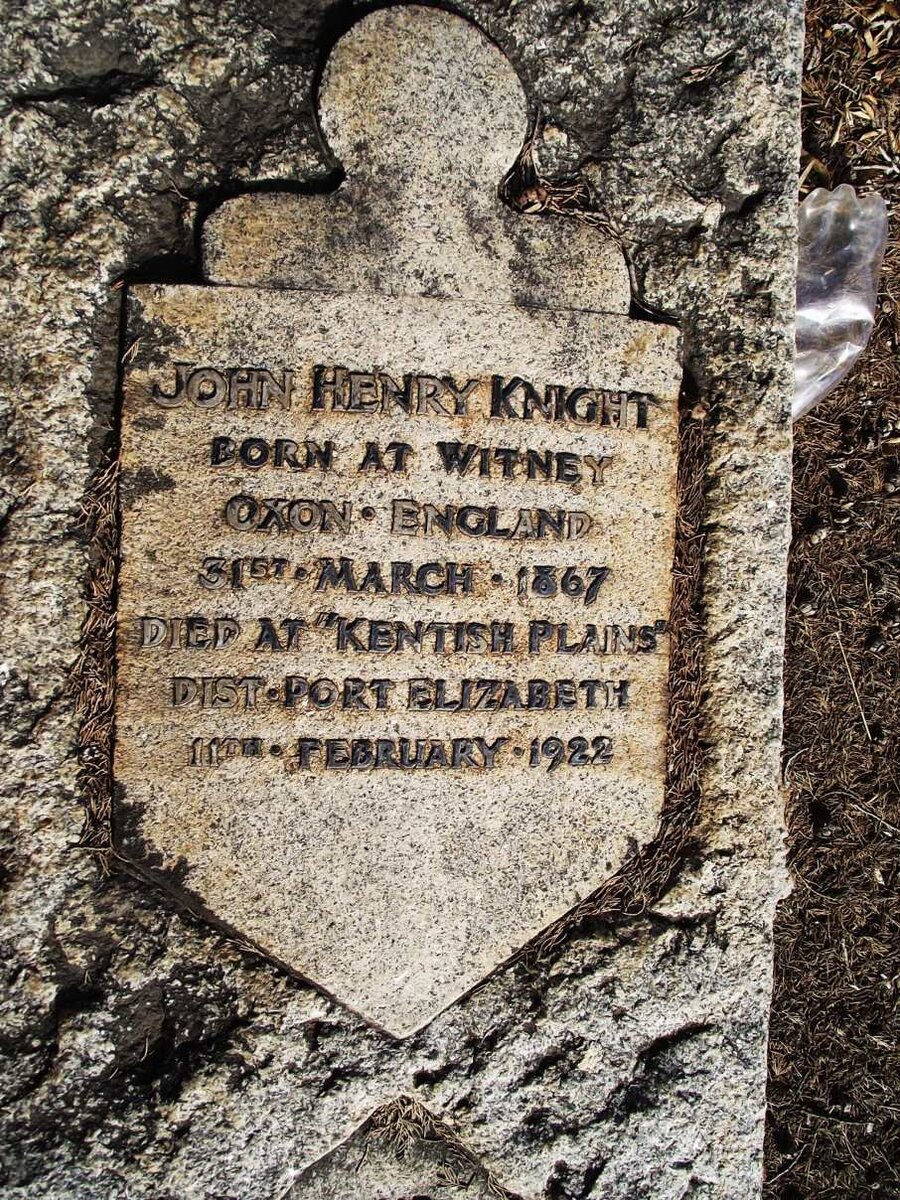 JOHN HENRY KNIGHT
BORN AT WITNEY
OXON · ENGLAND
31ST · MARCH · 1867
DIED AT "KENTISH PLAINS"
DIST · PORT ELIZABETH
11TH · FEBRUARY · 1922